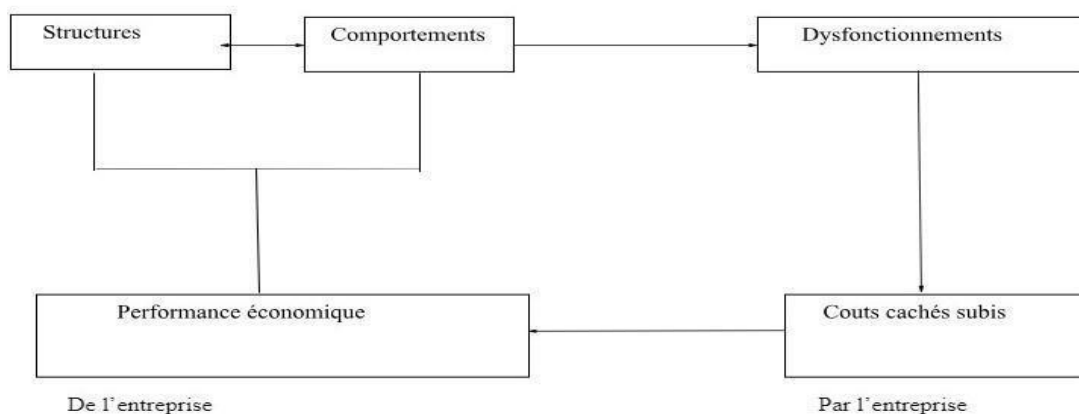 Structures
Comportements
Dysfonctionnements
Performance économique
Couts cachés subis
De l'entreprise
Par l'entreprise